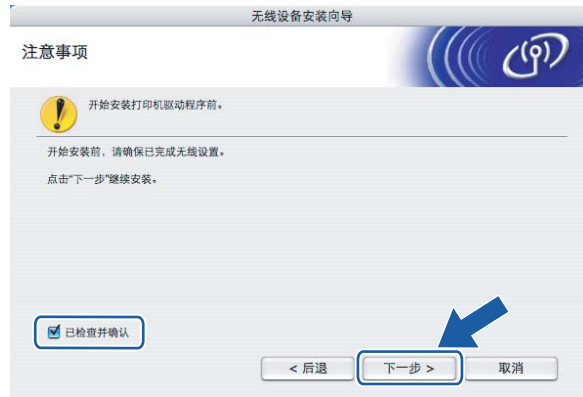 无线设备安装向导
注意事项
开始安装打印机驱动程序前。
开始安装前，请确保已完成无线设置。
点击“下一步”继续安装。
已检查并确认
< 后退 下一步 > 取消